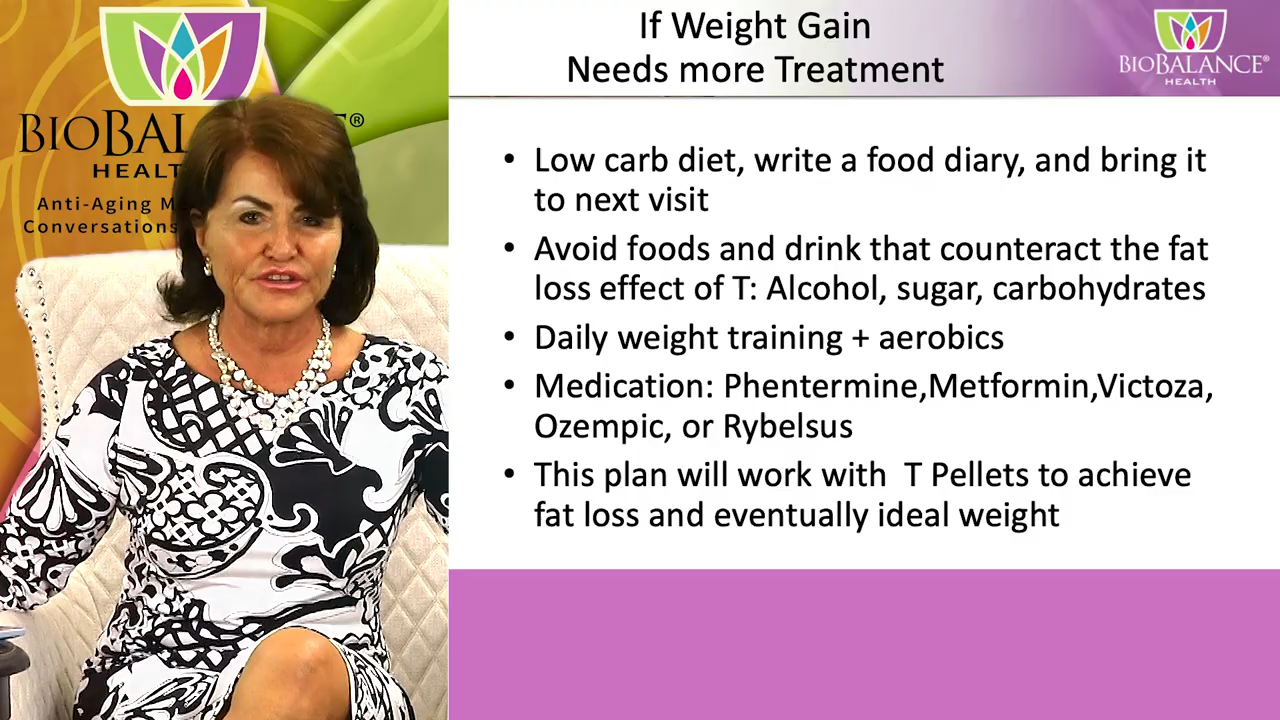 BIOBAL
®
HEALT
Anti-Aging M
Conversations
If Weight Gain
Needs more Treatment
BIOBALANCE®
HEALTH
• Low carb diet, write a food diary, and bring it
to next visit
• Avoid foods and drink that counteract the fat
loss effect of T: Alcohol, sugar, carbohydrates
• Daily weight training + aerobics
• Medication: Phentermine,Metformin,Victoza,
Ozempic, or Rybelsus
• This plan will work with  T Pellets to achieve
fat loss and eventually ideal weight